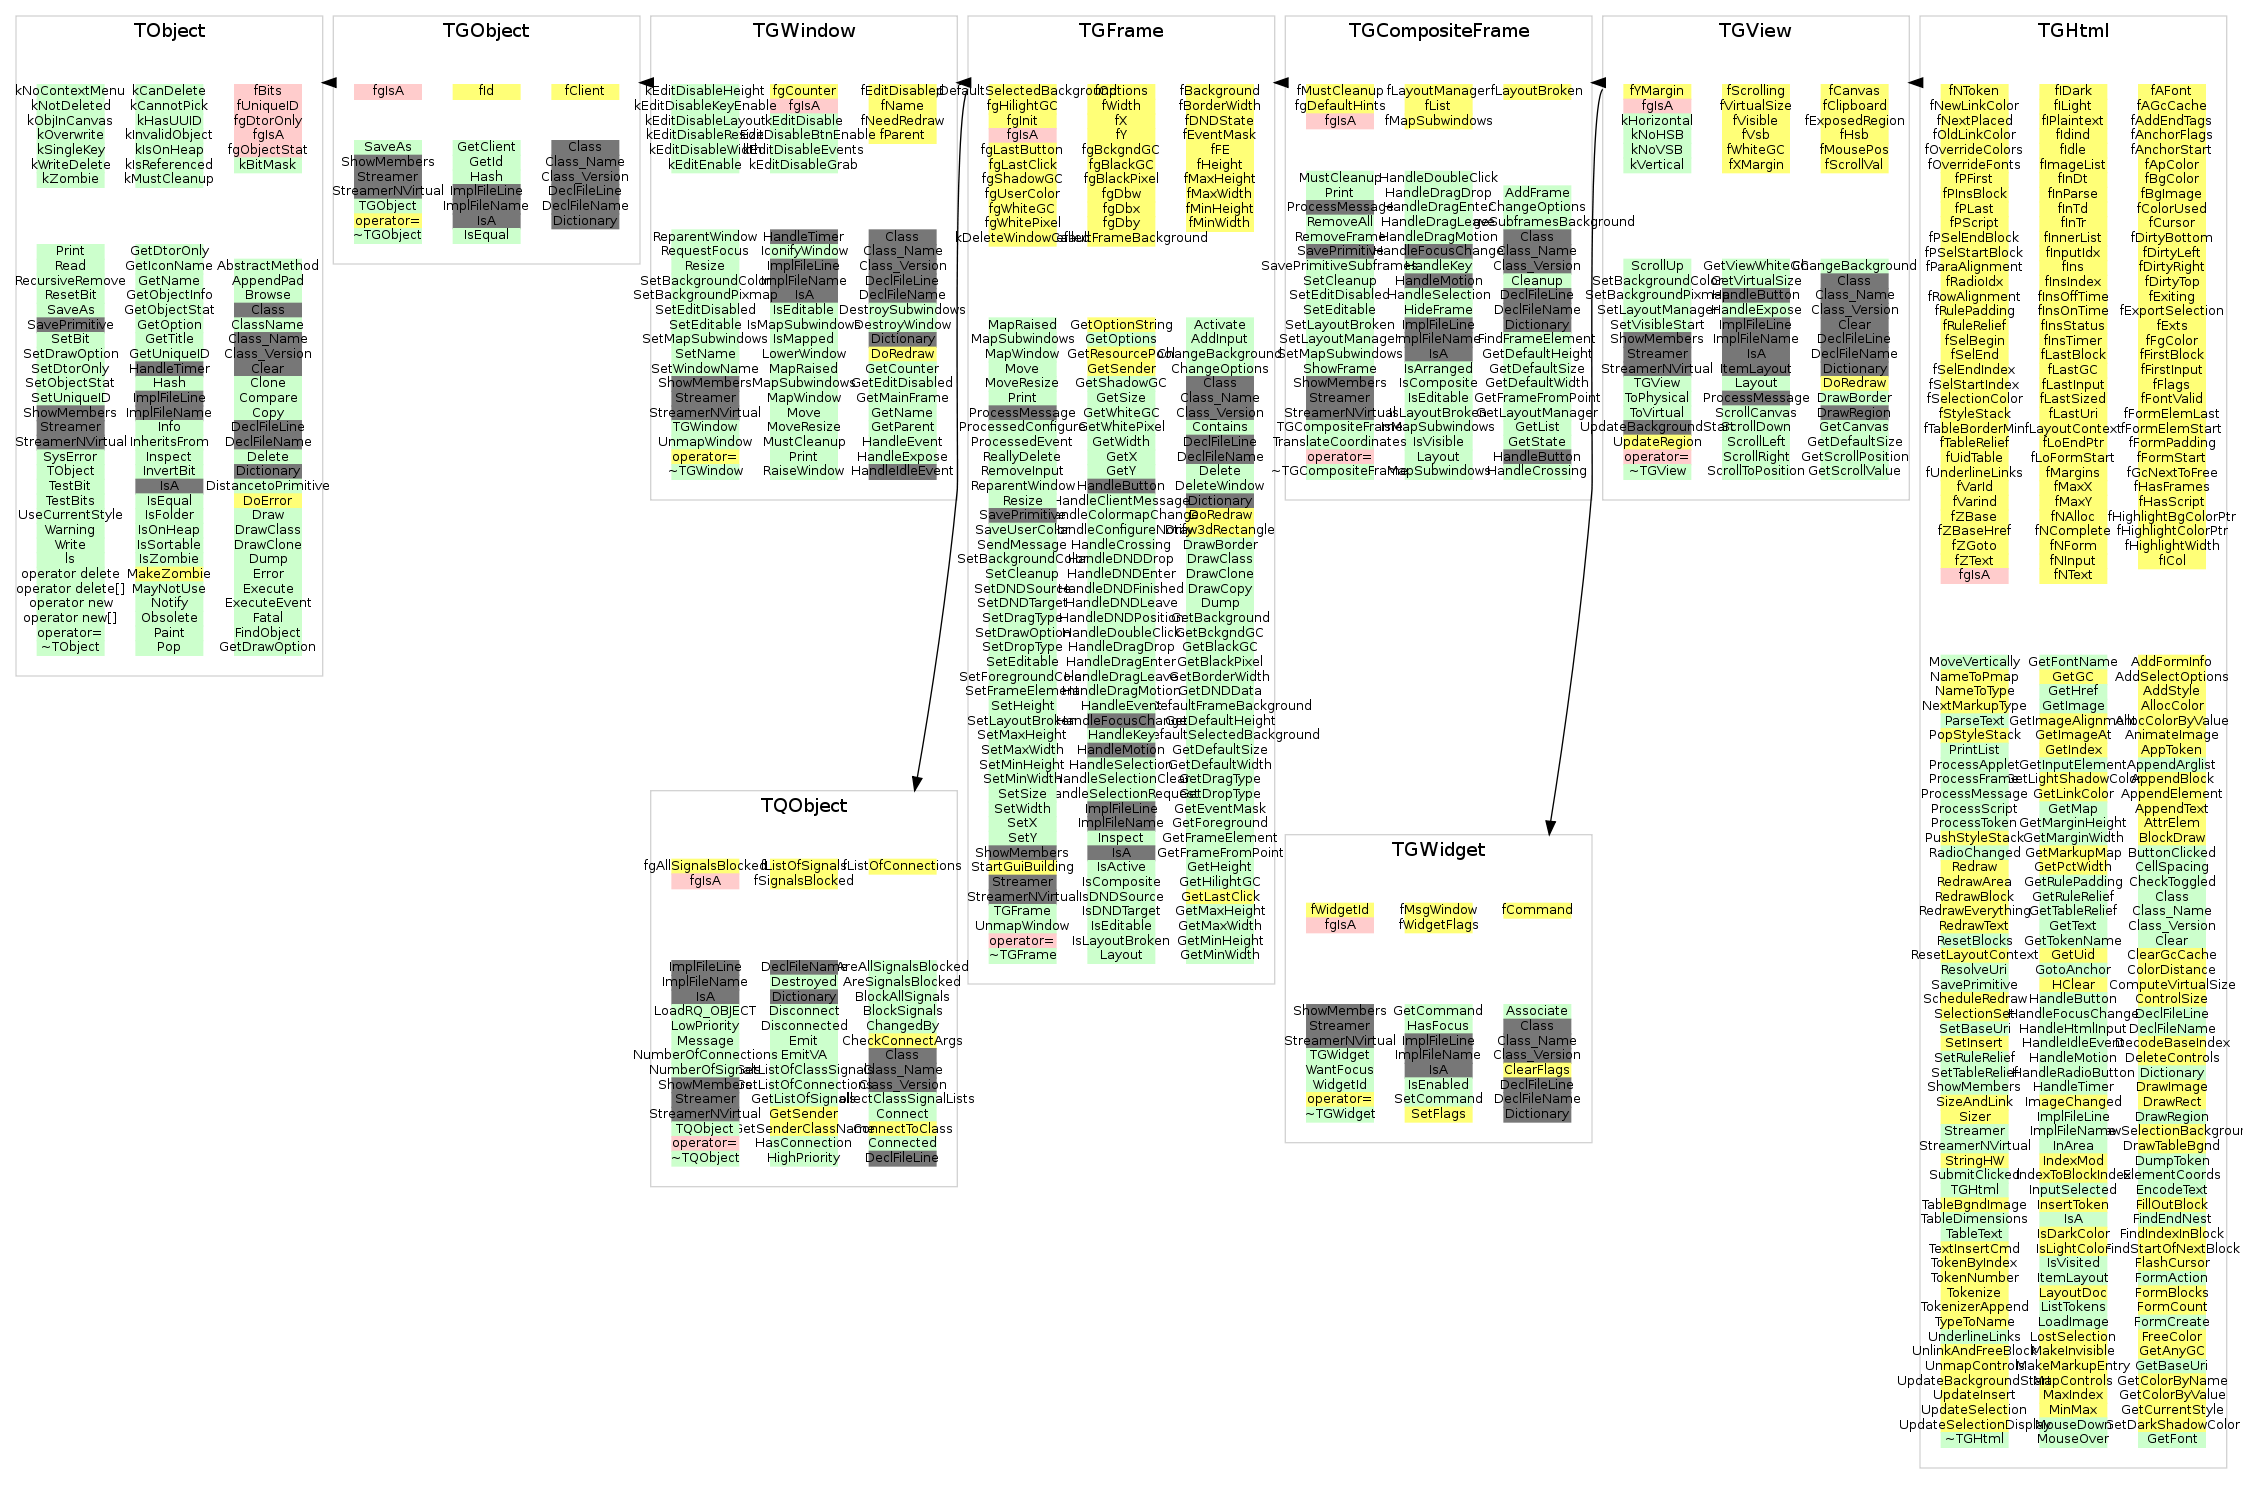 TObject
kNoContextMenu kCanDelete fBits
kNotDeleted kCannotPick fUniqueID
kObjInCanvas kHasUUID fgDtorOnly
kOverwrite kInvalidObject fgIsA
kSingleKey kIsOnHeap fgObjectStat
kWriteDelete kIsReferenced kBitMask
kZombie kMustCleanup
Print GetDtorOnly
Read GetIconName AbstractMethod
RecursiveRemove GetName AppendPad
ResetBit GetObjectInfo Browse
SaveAs GetObjectStat Class
SavePrimitive GetOption ClassName
SetBit GetTitle Class_Name
SetDrawOption GetUniqueID Class_Version
SetDtorOnly HandleTimer Clear
SetObjectStat Hash Clone
SetUniqueID ImplFileLine Compare
ShowMembers ImplFileName Copy
Streamer Info DeclFileLine
StreamerNVirtual InheritsFrom DeclFileName
SysError Inspect Delete
TObject InvertBit Dictionary
TestBit IsA DistancetoPrimitive
TestBits IsEqual DoError
UseCurrentStyle IsFolder Draw
Warning IsOnHeap DrawClass
Write IsSortable DrawClone
ls IsZombie Dump
operator delete MakeZombie Error
operator delete[] MayNotUse Execute
operator new Notify ExecuteEvent
operator new[] Obsolete Fatal
operator= Paint FindObject
~TObject Pop GetDrawOption
TGObject
fgIsA fId fClient
SaveAs GetClient Class
ShowMembers GetId Class_Name
Streamer Hash Class_Version
StreamerNVirtual ImplFileLine DeclFileLine
TGObject ImplFileName DeclFileName
operator= IsA Dictionary
~TGObject IsEqual
TGWindow
kEditDisableHeight fgCounter fEditDisabled
kEditDisableKeyEnable fgIsA fName
kEditDisableLayout kEditDisable fNeedRedraw
kEditDisableResize kEditDisableBtnEnable fParent
kEditDisableWidth kEditDisableEvents
kEditEnable kEditDisableGrab
ReparentWindow HandleTimer Class
RequestFocus IconifyWindow Class_Name
Resize ImplFileLine Class_Version
SetBackgroundColor ImplFileName DeclFileLine
SetBackgroundPixmap IsA DeclFileName
SetEditDisabled IsEditable DestroySubwindows
SetEditable IsMapSubwindows DestroyWindow
SetMapSubwindows IsMapped Dictionary
SetName LowerWindow DoRedraw
SetWindowName MapRaised GetCounter
ShowMembers MapSubwindows GetEditDisabled
Streamer MapWindow GetMainFrame
StreamerNVirtual Move GetName
TGWindow MoveResize GetParent
UnmapWindow MustCleanup HandleEvent
operator= Print HandleExpose
~TGWindow RaiseWindow HandleIdleEvent
TGFrame
fgDefaultSelectedBackground fOptions fBackground
fgHilightGC fWidth fBorderWidth
fgInit fX fDNDState
fgIsA fY fEventMask
fgLastButton fgBckgndGC fFE
fgLastClick fgBlackGC fHeight
fgShadowGC fgBlackPixel fMaxHeight
fgUserColor fgDbw fMaxWidth
fgWhiteGC fgDbx fMinHeight
fgWhitePixel fgDby fMinWidth
kDeleteWindowCalled fgDefaultFrameBackground
MapRaised GetOptionString Activate
MapSubwindows GetOptions AddInput
MapWindow GetResourcePool ChangeBackground
Move GetSender ChangeOptions
MoveResize GetShadowGC Class
Print GetSize Class_Name
ProcessMessage GetWhiteGC Class_Version
ProcessedConfigure GetWhitePixel Contains
ProcessedEvent GetWidth DeclFileLine
ReallyDelete GetX DeclFileName
RemoveInput GetY Delete
ReparentWindow HandleButton DeleteWindow
Resize HandleClientMessage Dictionary
SavePrimitive HandleColormapChange DoRedraw
SaveUserColor HandleConfigureNotify Draw3dRectangle
SendMessage HandleCrossing DrawBorder
SetBackgroundColor HandleDNDDrop DrawClass
SetCleanup HandleDNDEnter DrawClone
SetDNDSource HandleDNDFinished DrawCopy
SetDNDTarget HandleDNDLeave Dump
SetDragType HandleDNDPosition GetBackground
SetDrawOption HandleDoubleClick GetBckgndGC
SetDropType HandleDragDrop GetBlackGC
SetEditable HandleDragEnter GetBlackPixel
SetForegroundColor HandleDragLeave GetBorderWidth
SetFrameElement HandleDragMotion GetDNDData
SetHeight HandleEvent GetDefaultFrameBackground
SetLayoutBroken HandleFocusChange GetDefaultHeight
SetMaxHeight HandleKey GetDefaultSelectedBackground
SetMaxWidth HandleMotion GetDefaultSize
SetMinHeight HandleSelection GetDefaultWidth
SetMinWidth HandleSelectionClear GetDragType
SetSize HandleSelectionRequest GetDropType
SetWidth ImplFileLine GetEventMask
SetX ImplFileName GetForeground
SetY Inspect GetFrameElement
ShowMembers IsA GetFrameFromPoint
StartGuiBuilding IsActive GetHeight
Streamer IsComposite GetHilightGC
StreamerNVirtual IsDNDSource GetLastClick
TGFrame IsDNDTarget GetMaxHeight
UnmapWindow IsEditable GetMaxWidth
operator= IsLayoutBroken GetMinHeight
~TGFrame Layout GetMinWidth
TGCompositeFrame
fMustCleanup fLayoutManager fLayoutBroken
fgDefaultHints fList
fgIsA fMapSubwindows
MustCleanup HandleDoubleClick
Print HandleDragDrop AddFrame
ProcessMessage HandleDragEnter ChangeOptions
RemoveAll HandleDragLeave ChangeSubframesBackground
RemoveFrame HandleDragMotion Class
SavePrimitive HandleFocusChange Class_Name
SavePrimitiveSubframes HandleKey Class_Version
SetCleanup HandleMotion Cleanup
SetEditDisabled HandleSelection DeclFileLine
SetEditable HideFrame DeclFileName
SetLayoutBroken ImplFileLine Dictionary
SetLayoutManager ImplFileName FindFrameElement
SetMapSubwindows IsA GetDefaultHeight
ShowFrame IsArranged GetDefaultSize
ShowMembers IsComposite GetDefaultWidth
Streamer IsEditable GetFrameFromPoint
StreamerNVirtual IsLayoutBroken GetLayoutManager
TGCompositeFrame IsMapSubwindows GetList
TranslateCoordinates IsVisible GetState
operator= Layout HandleButton
~TGCompositeFrame MapSubwindows HandleCrossing
TGView
fYMargin fScrolling fCanvas
fgIsA fVirtualSize fClipboard
kHorizontal fVisible fExposedRegion
kNoHSB fVsb fHsb
kNoVSB fWhiteGC fMousePos
kVertical fXMargin fScrollVal
ScrollUp GetViewWhiteGC ChangeBackground
SetBackgroundColor GetVirtualSize Class
SetBackgroundPixmap HandleButton Class_Name
SetLayoutManager HandleExpose Class_Version
SetVisibleStart ImplFileLine Clear
ShowMembers ImplFileName DeclFileLine
Streamer IsA DeclFileName
StreamerNVirtual ItemLayout Dictionary
TGView Layout DoRedraw
ToPhysical ProcessMessage DrawBorder
ToVirtual ScrollCanvas DrawRegion
UpdateBackgroundStart ScrollDown GetCanvas
UpdateRegion ScrollLeft GetDefaultSize
operator= ScrollRight GetScrollPosition
~TGView ScrollToPosition GetScrollValue
TGHtml
fNToken fIDark fAFont
fNewLinkColor fILight fAGcCache
fNextPlaced fIPlaintext fAddEndTags
fOldLinkColor fIdind fAnchorFlags
fOverrideColors fIdle fAnchorStart
fOverrideFonts fImageList fApColor
fPFirst fInDt fBgColor
fPInsBlock fInParse fBgImage
fPLast fInTd fColorUsed
fPScript fInTr fCursor
fPSelEndBlock fInnerList fDirtyBottom
fPSelStartBlock fInputIdx fDirtyLeft
fParaAlignment fIns fDirtyRight
fRadioIdx fInsIndex fDirtyTop
fRowAlignment fInsOffTime fExiting
fRulePadding fInsOnTime fExportSelection
fRuleRelief fInsStatus fExts
fSelBegin fInsTimer fFgColor
fSelEnd fLastBlock fFirstBlock
fSelEndIndex fLastGC fFirstInput
fSelStartIndex fLastInput fFlags
fSelectionColor fLastSized fFontValid
fStyleStack fLastUri fFormElemLast
fTableBorderMin fLayoutContext fFormElemStart
fTableRelief fLoEndPtr fFormPadding
fUidTable fLoFormStart fFormStart
fUnderlineLinks fMargins fGcNextToFree
fVarId fMaxX fHasFrames
fVarind fMaxY fHasScript
fZBase fNAlloc fHighlightBgColorPtr
fZBaseHref fNComplete fHighlightColorPtr
fZGoto fNForm fHighlightWidth
fZText fNInput fICol
fgIsA fNText
MoveVertically GetFontName AddFormInfo
NameToPmap GetGC AddSelectOptions
NameToType GetHref AddStyle
NextMarkupType GetImage AllocColor
ParseText GetImageAlignment AllocColorByValue
PopStyleStack GetImageAt AnimateImage
PrintList GetIndex AppToken
ProcessApplet GetInputElement AppendArglist
ProcessFrame GetLightShadowColor AppendBlock
ProcessMessage GetLinkColor AppendElement
ProcessScript GetMap AppendText
ProcessToken GetMarginHeight AttrElem
PushStyleStack GetMarginWidth BlockDraw
RadioChanged GetMarkupMap ButtonClicked
Redraw GetPctWidth CellSpacing
RedrawArea GetRulePadding CheckToggled
RedrawBlock GetRuleRelief Class
RedrawEverything GetTableRelief Class_Name
RedrawText GetText Class_Version
ResetBlocks GetTokenName Clear
ResetLayoutContext GetUid ClearGcCache
ResolveUri GotoAnchor ColorDistance
SavePrimitive HClear ComputeVirtualSize
ScheduleRedraw HandleButton ControlSize
SelectionSet HandleFocusChange DeclFileLine
SetBaseUri HandleHtmlInput DeclFileName
SetInsert HandleIdleEvent DecodeBaseIndex
SetRuleRelief HandleMotion DeleteControls
SetTableRelief HandleRadioButton Dictionary
ShowMembers HandleTimer DrawImage
SizeAndLink ImageChanged DrawRect
Sizer ImplFileLine DrawRegion
Streamer ImplFileName DrawSelectionBackground
StreamerNVirtual InArea DrawTableBgnd
StringHW IndexMod DumpToken
SubmitClicked IndexToBlockIndex ElementCoords
TGHtml InputSelected EncodeText
TableBgndImage InsertToken FillOutBlock
TableDimensions IsA FindEndNest
TableText IsDarkColor FindIndexInBlock
TextInsertCmd IsLightColor FindStartOfNextBlock
TokenByIndex IsVisited FlashCursor
TokenNumber ItemLayout FormAction
Tokenize LayoutDoc FormBlocks
TokenizerAppend ListTokens FormCount
TypeToName LoadImage FormCreate
UnderlineLinks LostSelection FreeColor
UnlinkAndFreeBlock MakeInvisible GetAnyGC
UnmapControls MakeMarkupEntry GetBaseUri
UpdateBackgroundStart MapControls GetColorByName
UpdateInsert MaxIndex GetColorByValue
UpdateSelection MinMax GetCurrentStyle
UpdateSelectionDisplay MouseDown GetDarkShadowColor
~TGHtml MouseOver GetFont
TQObject
fgAllSignalsBlocked fListOfSignals fListOfConnections
fgIsA fSignalsBlocked
ImplFileLine DeclFileName AreAllSignalsBlocked
ImplFileName Destroyed AreSignalsBlocked
IsA Dictionary BlockAllSignals
LoadRQ_OBJECT Disconnect BlockSignals
LowPriority Disconnected ChangedBy
Message Emit CheckConnectArgs
NumberOfConnections EmitVA Class
NumberOfSignals GetListOfClassSignals Class_Name
ShowMembers GetListOfConnections Class_Version
Streamer GetListOfSignals CollectClassSignalLists
StreamerNVirtual GetSender Connect
TQObject GetSenderClassName ConnectToClass
operator= HasConnection Connected
~TQObject HighPriority DeclFileLine
TGWidget
fWidgetId fMsgWindow fCommand
fgIsA fWidgetFlags
ShowMembers GetCommand Associate
Streamer HasFocus Class
StreamerNVirtual ImplFileLine Class_Name
TGWidget ImplFileName Class_Version
WantFocus IsA ClearFlags
WidgetId IsEnabled DeclFileLine
operator= SetCommand DeclFileName
~TGWidget SetFlags Dictionary